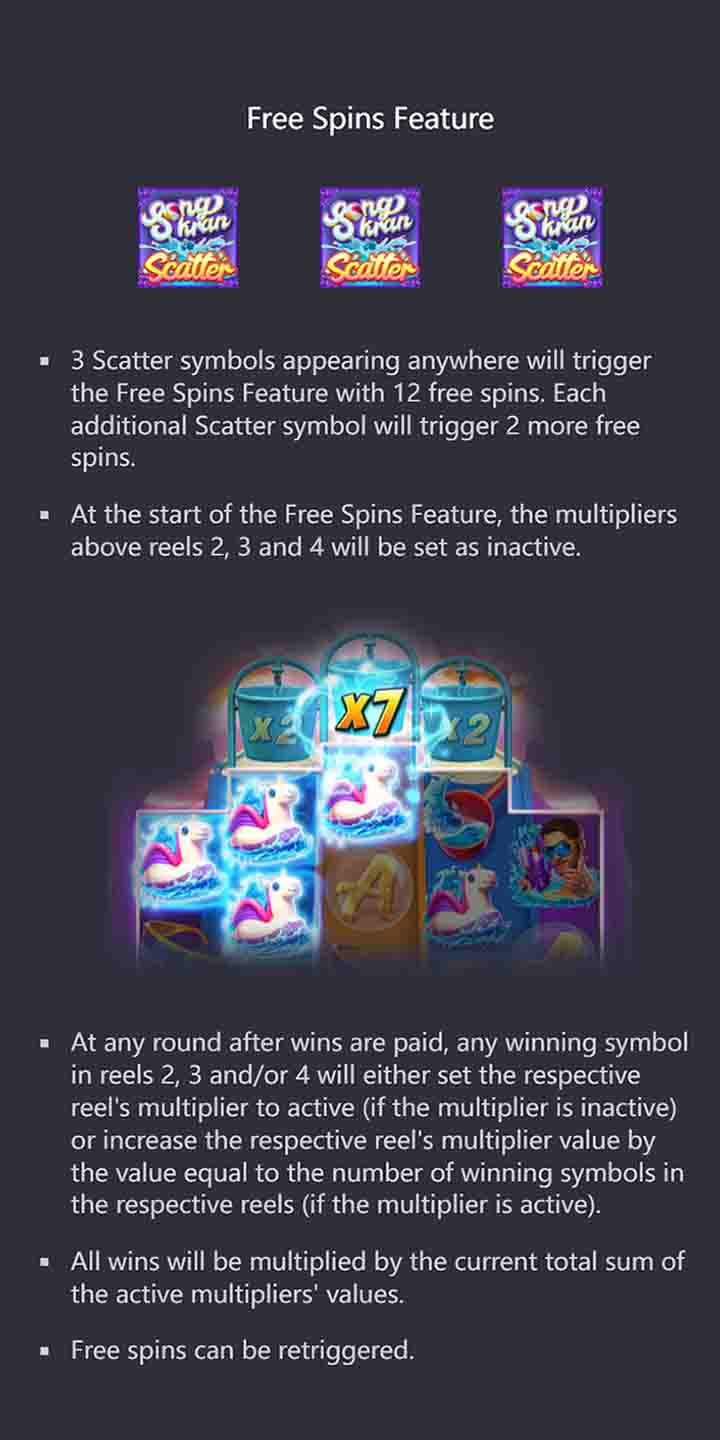 Free Spins Feature
Songkran Scatter
Songkran Scatter
Songkran Scatter
▪ 3 Scatter symbols appearing anywhere will trigger
the Free Spins Feature with 12 free spins. Each
additional Scatter symbol will trigger 2 more free
spins.
▪ At the start of the Free Spins Feature, the multipliers
above reels 2, 3 and 4 will be set as inactive.
x2 x7 x2
A
▪ At any round after wins are paid, any winning symbol
in reels 2, 3 and/or 4 will either set the respective
reel's multiplier to active (if the multiplier is inactive)
or increase the respective reel's multiplier value by
the value equal to the number of winning symbols in
the respective reels (if the multiplier is active).
▪ All wins will be multiplied by the current total sum of
the active multipliers' values.
▪ Free spins can be retriggered.